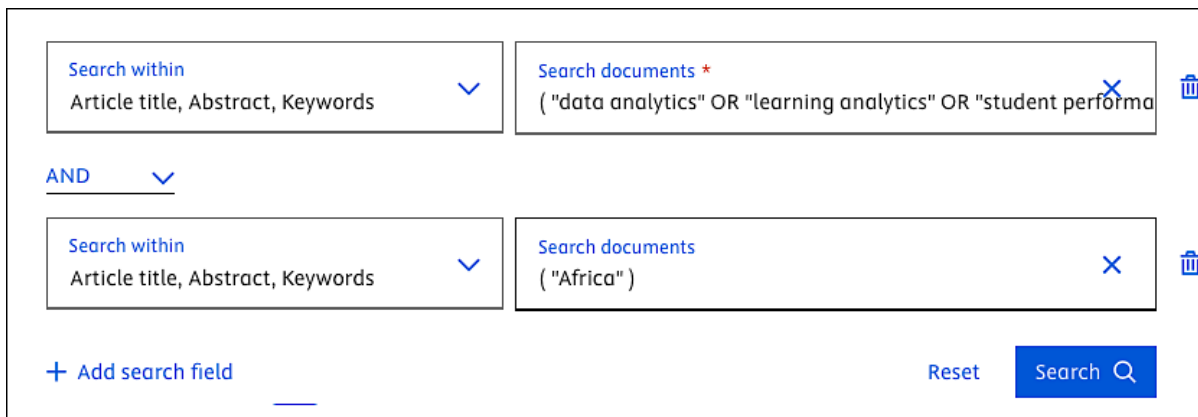 Search within
Article title, Abstract, Keywords
Search documents *
( "data analytics" OR "learning analytics" OR "student performa
AND
Search within
Article title, Abstract, Keywords
Search documents
( "Africa" )
+ Add search field
Reset
Search